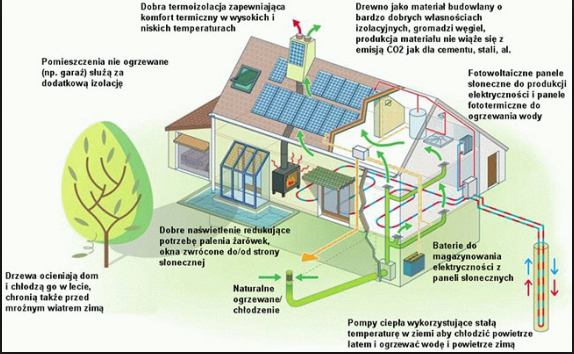 Dobra termoizolacja zapewniająca
komfort termiczny w wysokich i
niskich temperaturach
Drewno jako materiał budowlany o
bardzo dobrych własnościach
izolacyjnych, gromadzi węgiel,
produkcja materału nie wiąże się z
emisją CO2 jak dla cementu, stali, al.
Pomieszczenia nie ogrzewane
(np. garaż) służą za
dodatkową izolację
Fotowoltaiczne panele
słoneczne do produkcji
elektryczności i panele
fototermiczne do
ogrzewania wody
Dobre naświetlenie redukujące
potrzebę palenia żarówek,
okna zwrócone do/od strony
słonecznej
Baterie do
magazynowania
elektryczności z
paneli słonecznych
Drzewa ocieniają dom
i chłodzą go w lecie,
chronią także przed
mroźnym wiatrem zimą
Naturalne
ogrzewane/
chłodzenie
Pompy ciepła wykorzystujące stałą
temperaturę w ziemi aby chłodzić powietrze
latem i ogrzewać wodę i powietrze zimą